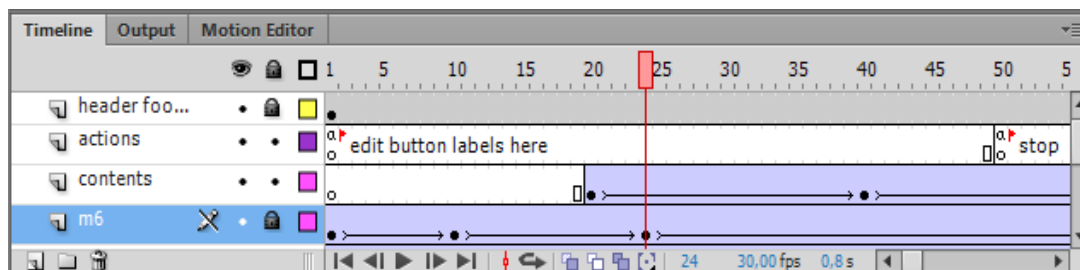 Timeline Output Motion Editor
1 5 10 15 20 25 30 35 40 45 50 5
header foo...
actions a edit button labels here a stop
contents
m6
24 30,00 fps 0,8 s